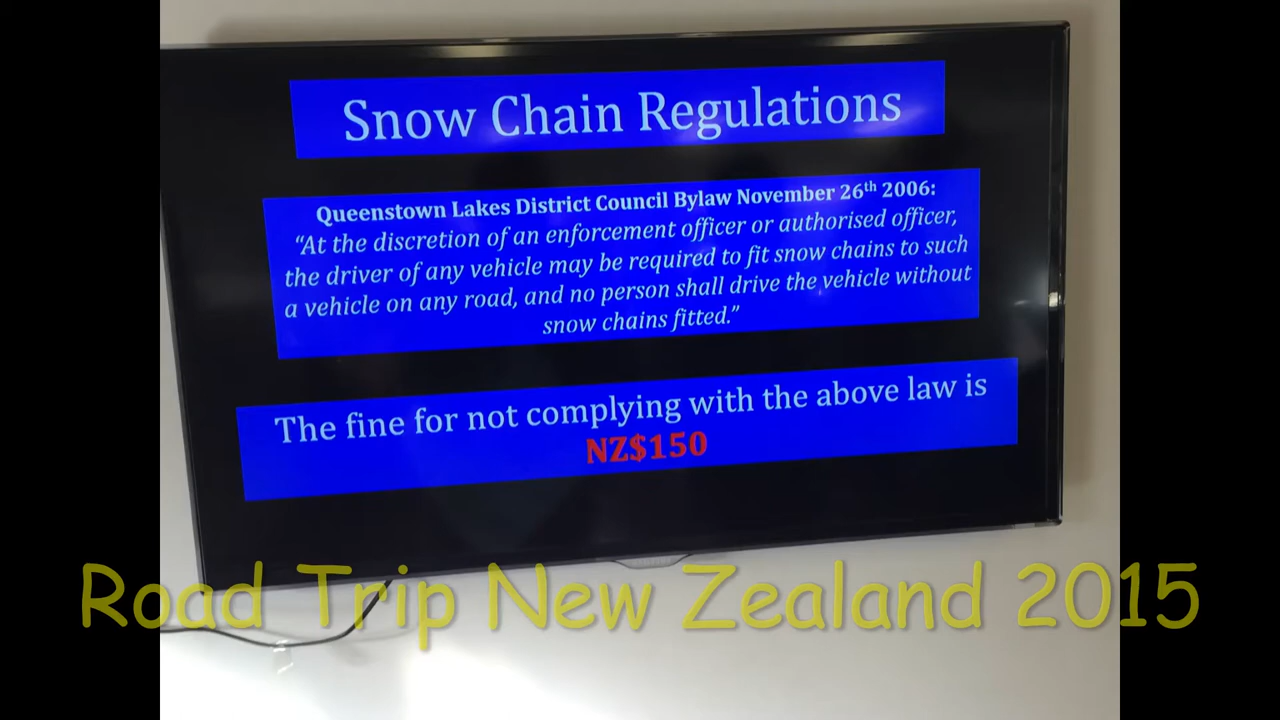 Snow Chain Regulations
Queenstown Lakes District Council Bylaw November 26th 2006:
“At the discretion of an enforcement officer or authorised officer,
the driver of any vehicle may be required to fit snow chains to such
a vehicle on any road, and no person shall drive the vehicle without
snow chains fitted.”
The fine for not complying with the above law is
NZ$150
Road Trip New Zealand 2015